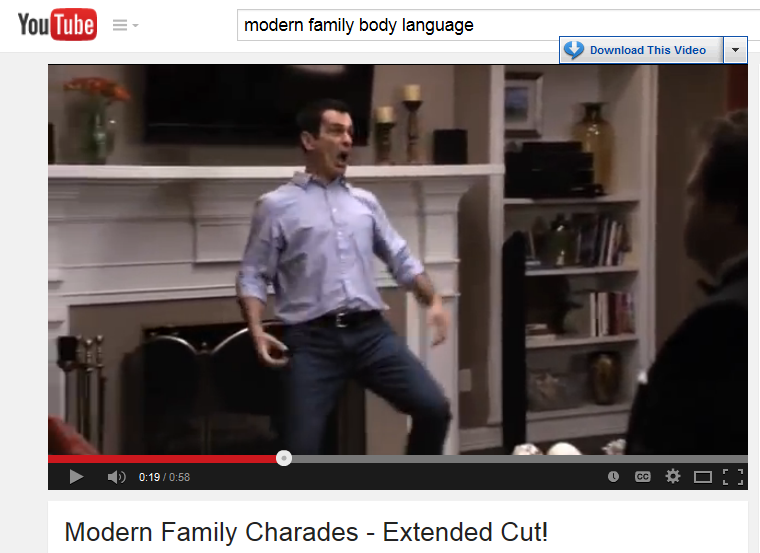 YouTube
modern family body language
Download This Video
0:19 / 0:58
CC
Modern Family Charades - Extended Cut!